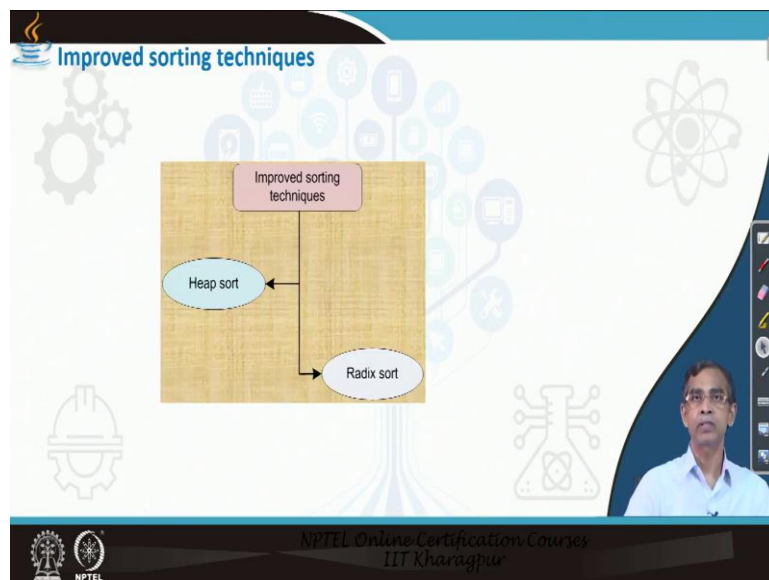 Improved sorting techniques
Improved sorting
techniques
Heap sort
Radix sort
NPTEL Online Certification Courses
IIT Kharagpur
NPTEL